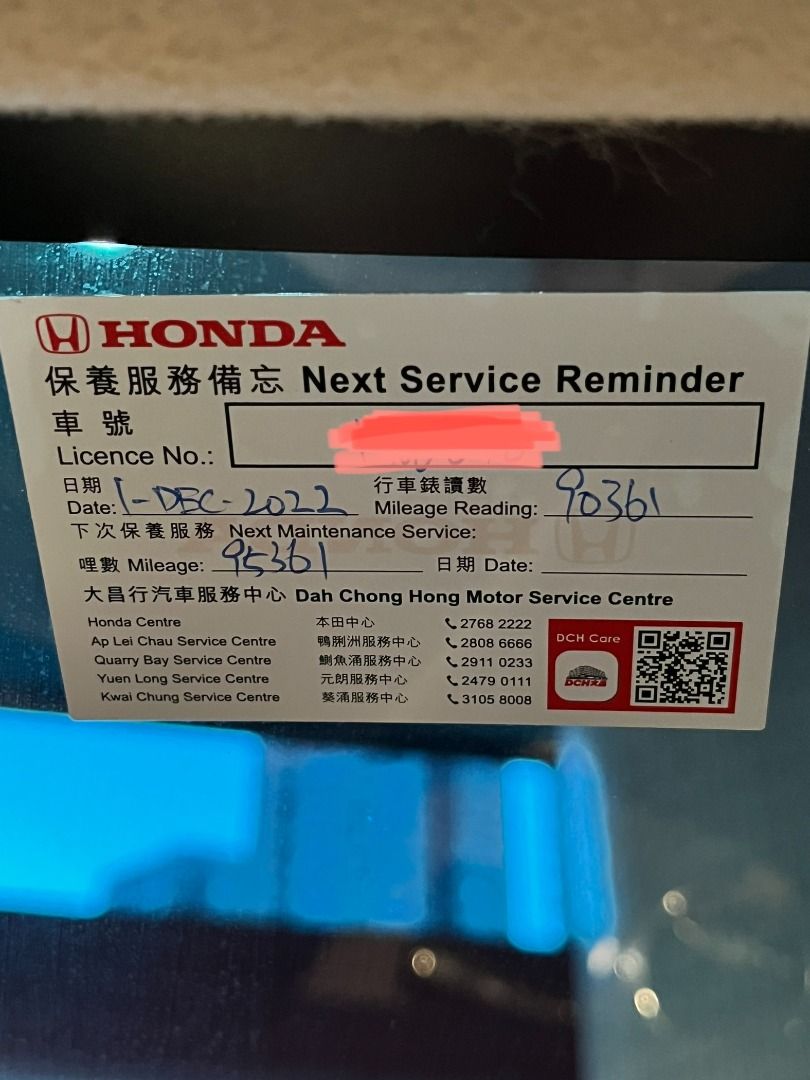 HONDA
保養服務備忘 Next Service Reminder
車號
Licence No.:
日期 行車錶讀數
Date: 1-DEC-2022 Mileage Reading: 90361
下次保養服務 Next Maintenance Service:
哩數 Mileage: 95361 日期 Date:
大昌行汽車服務中心 Dah Chong Hong Motor Service Centre
Honda Centre 本田中心 2768 2222
Ap Lei Chau Service Centre 鴨脷洲服務中心 2808 6666
Quarry Bay Service Centre 鰂魚涌服務中心 2911 0233
Yuen Long Service Centre 元朗服務中心 2479 0111
Kwai Chung Service Centre 葵涌服務中心 3105 8008
DCH Care
DCH大昌